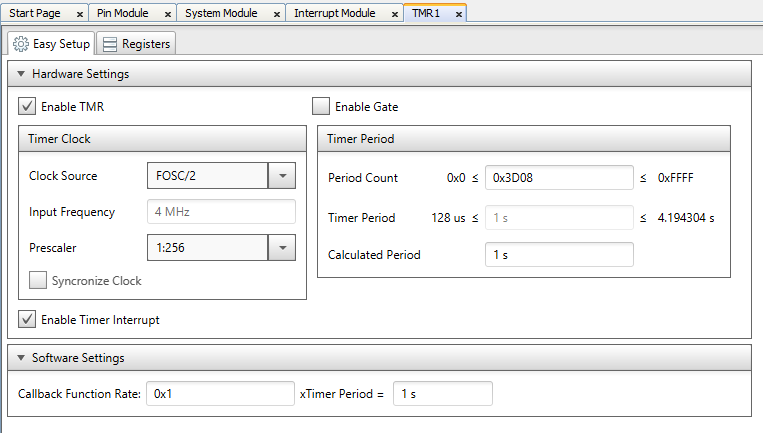 Start Page x Pin Module x System Module x Interrupt Module x TMR1 x
Easy Setup Registers
Hardware Settings
Enable TMR Enable Gate
Timer Clock Timer Period
Clock Source FOSC/2 Period Count 0x0 ≤ 0x3D08 ≤ 0xFFFF
Input Frequency 4 MHz Timer Period 128 us ≤ 1 s ≤ 4.194304 s
Prescaler 1:256 Calculated Period 1 s
Syncronize Clock
Enable Timer Interrupt
Software Settings
Callback Function Rate: 0x1 xTimer Period = 1 s